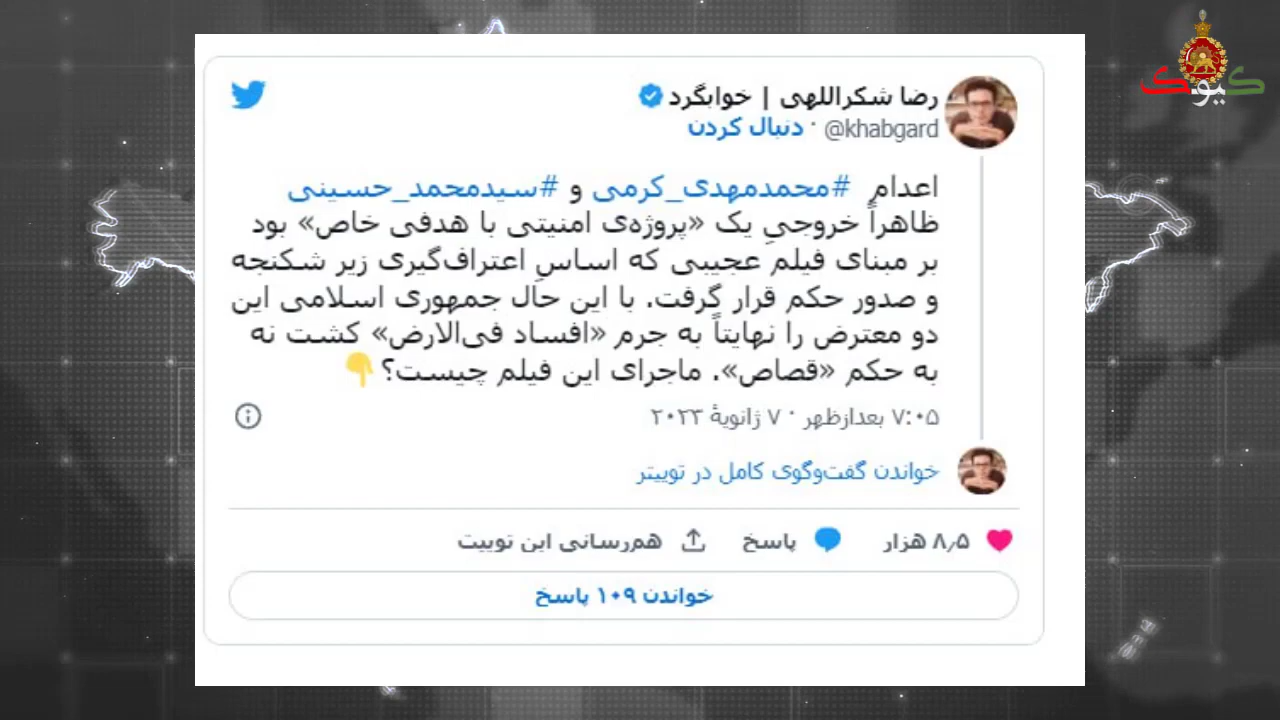 کیوک
رضا شکراللهی | خوابگرد
@khabgard · دنبال کردن
اعدام #محمدمهدی_کرمی و #سیدمحمد_حسینی
ظاهراً خروجیِ یک «پروژه‌ی امنیتی با هدفی خاص» بود
بر مبنای فیلم عجیبی که اساسِ اعتراف‌گیری زیر شکنجه
و صدور حکم قرار گرفت. با این حال جمهوری اسلامی این
دو معترض را نهایتاً به جرم «افساد فی‌الارض» کشت نه
به حکم «قصاص». ماجرای این فیلم چیست؟👇
۷:۰۵ بعدازظهر · ۷ ژانویهٔ ۲۰۲۳
خواندن گفت‌وگوی کامل در توییتر
۸٫۵ هزار پاسخ هم‌رسانی این توییت
خواندن ۱۰۹ پاسخ